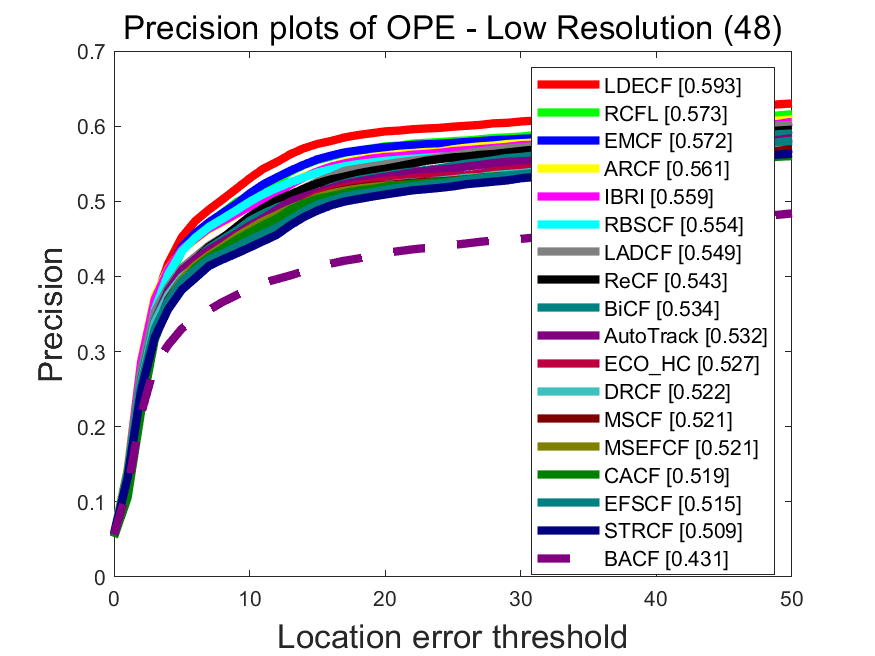 Precision plots of OPE - Low Resolution (48)
0.7
0.6
0.5
0.4
0.3
0.2
0.1
0
Precision
LDECF [0.593]
RCFL [0.573]
EMCF [0.572]
ARCF [0.561]
IBRI [0.559]
RBSCF [0.554]
LADCF [0.549]
ReCF [0.543]
BiCF [0.534]
AutoTrack [0.532]
ECO_HC [0.527]
DRCF [0.522]
MSCF [0.521]
MSEFCF [0.521]
CACF [0.519]
EFSCF [0.515]
STRCF [0.509]
BACF [0.431]
0 10 20 30 40 50
Location error threshold